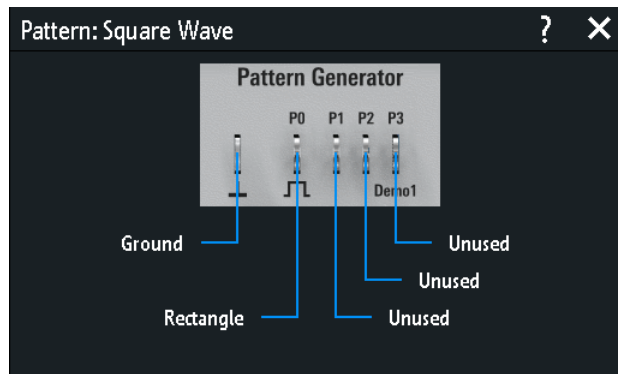 Pattern: Square Wave ? ×
Pattern Generator
P0 P1 P2 P3
Demo1
Ground Unused
Unused
Rectangle Unused